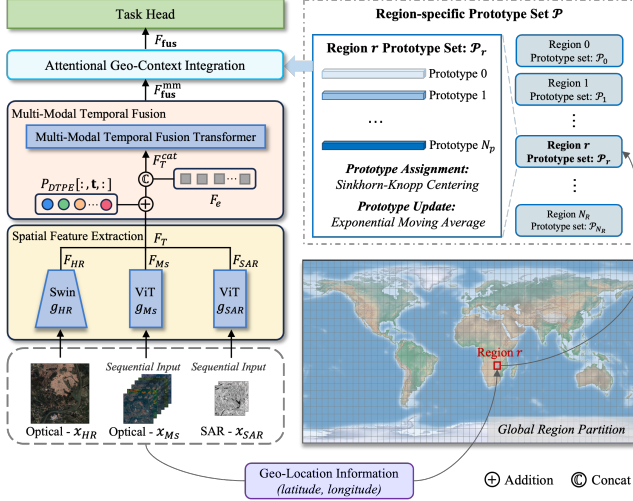 Task Head
F_fus
Attentional Geo-Context Integration
F_fus^mm
Multi-Modal Temporal Fusion
Multi-Modal Temporal Fusion Transformer
F_T^cat
ℂ
P_DTPE[:, t, :]
F_e
+
Spatial Feature Extraction
F_T
F_HR
F_Ms
F_SAR
Swin
g_HR
ViT
g_Ms
ViT
g_SAR
Sequential Input
Sequential Input
Optical - x_HR
Optical - x_Ms
SAR - x_SAR
Region-specific Prototype Set 𝒫
Region r Prototype Set: 𝒫_r
Prototype 0
Prototype 1
...
Prototype N_p
Prototype Assignment:
Sinkhorn-Knopp Centering
Prototype Update:
Exponential Moving Average
Region 0
Prototype set: 𝒫_0
Region 1
Prototype set: 𝒫_1
⋮
Region r
Prototype set: 𝒫_r
⋮
Region N_R
Prototype set: 𝒫_N_R
Region r
Global Region Partition
Geo-Location Information
(latitude, longitude)
+ Addition
ℂ Concat